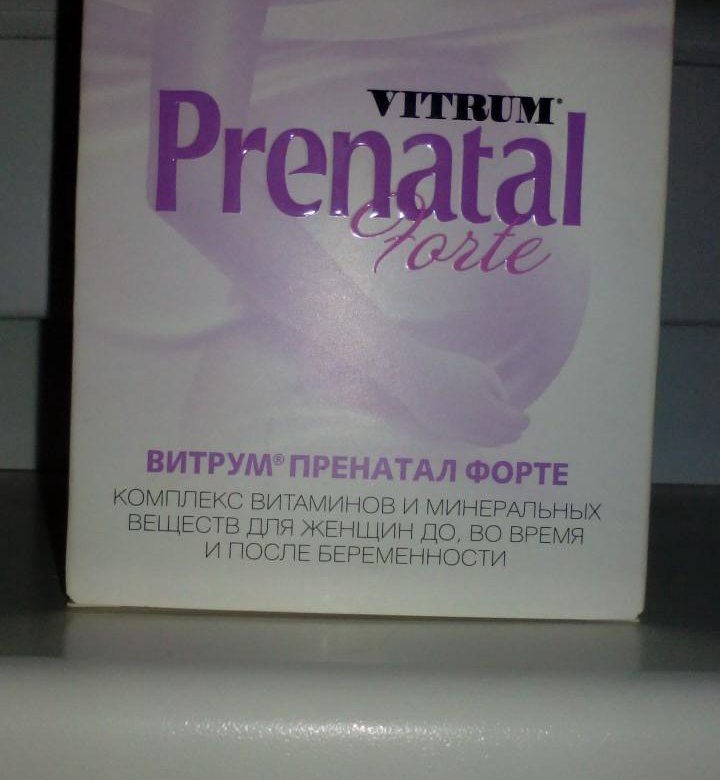 VITRUM®
Prenatal
Forte
ВИТРУМ® ПРЕНАТАЛ ФОРТЕ
КОМПЛЕКС ВИТАМИНОВ И МИНЕРАЛЬНЫХ
ВЕЩЕСТВ ДЛЯ ЖЕНЩИН ДО, ВО ВРЕМЯ
И ПОСЛЕ БЕРЕМЕННОСТИ